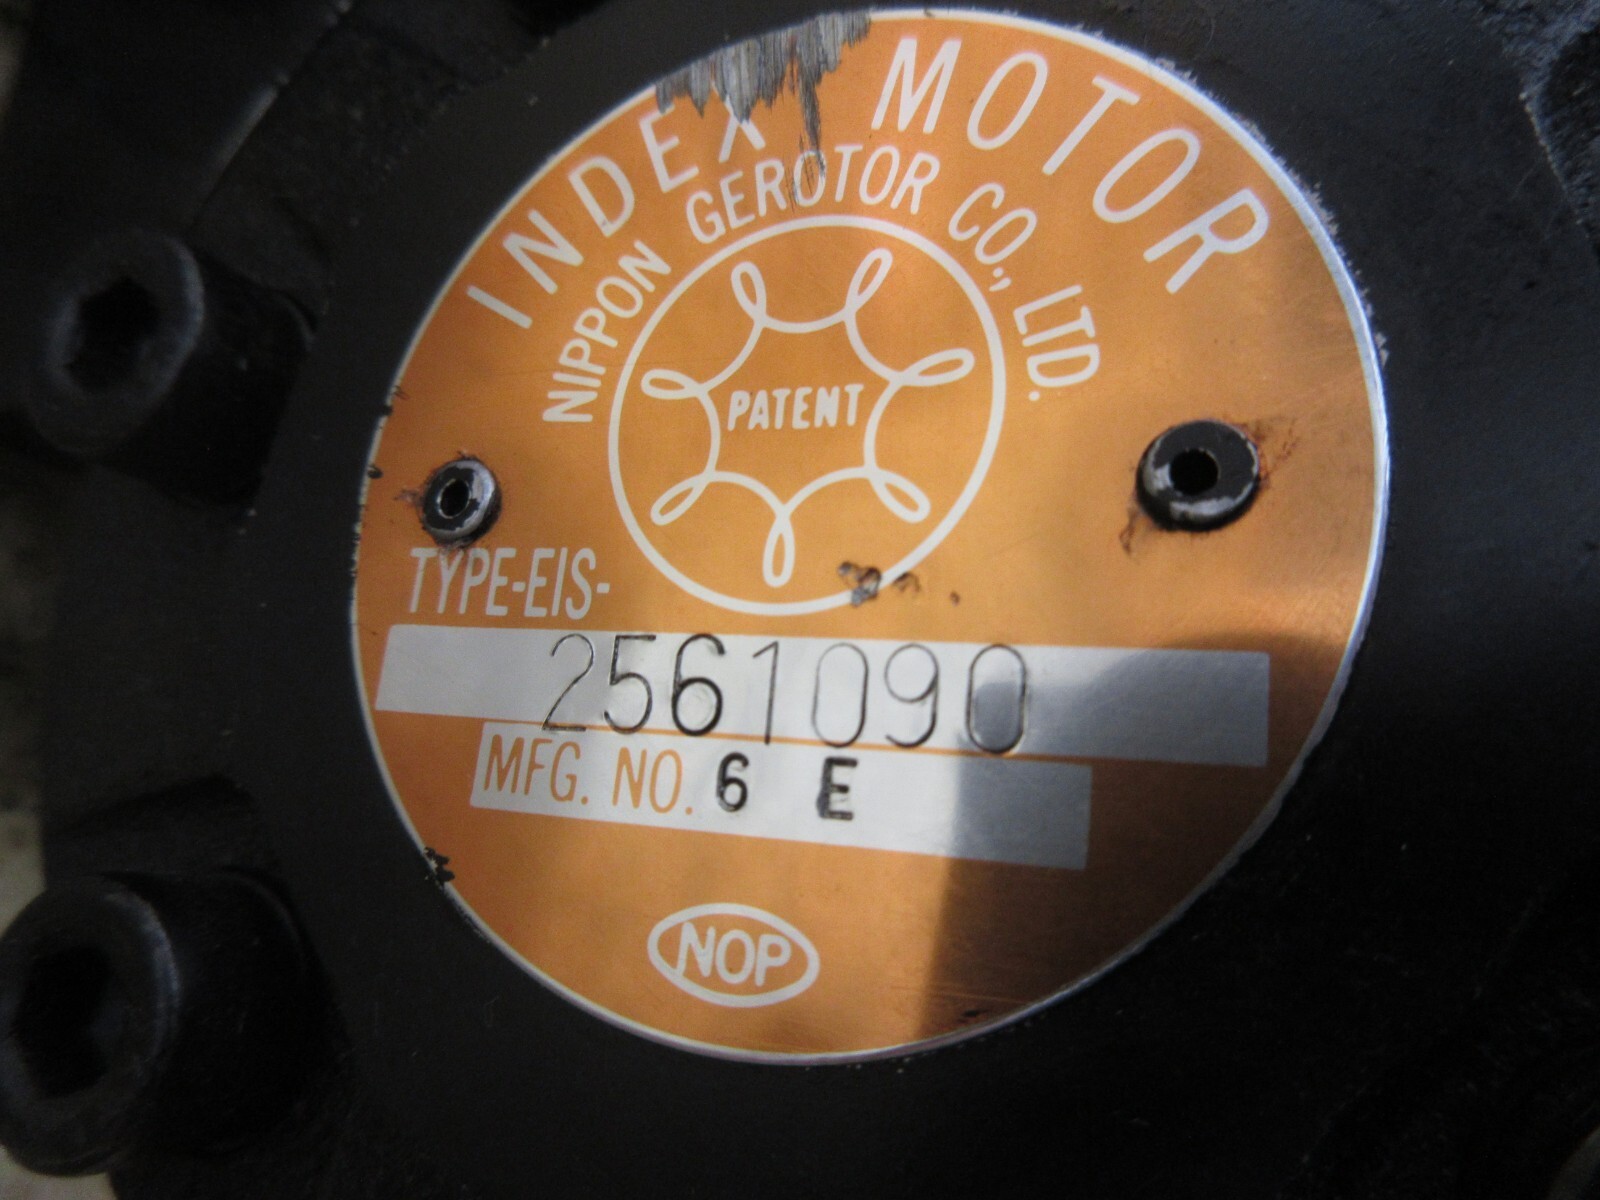 INDEX MOTOR
NIPPON GEROTOR CO., LTD.
PATENT
TYPE-EIS-
2561090
MFG. NO. 6 E
NOP